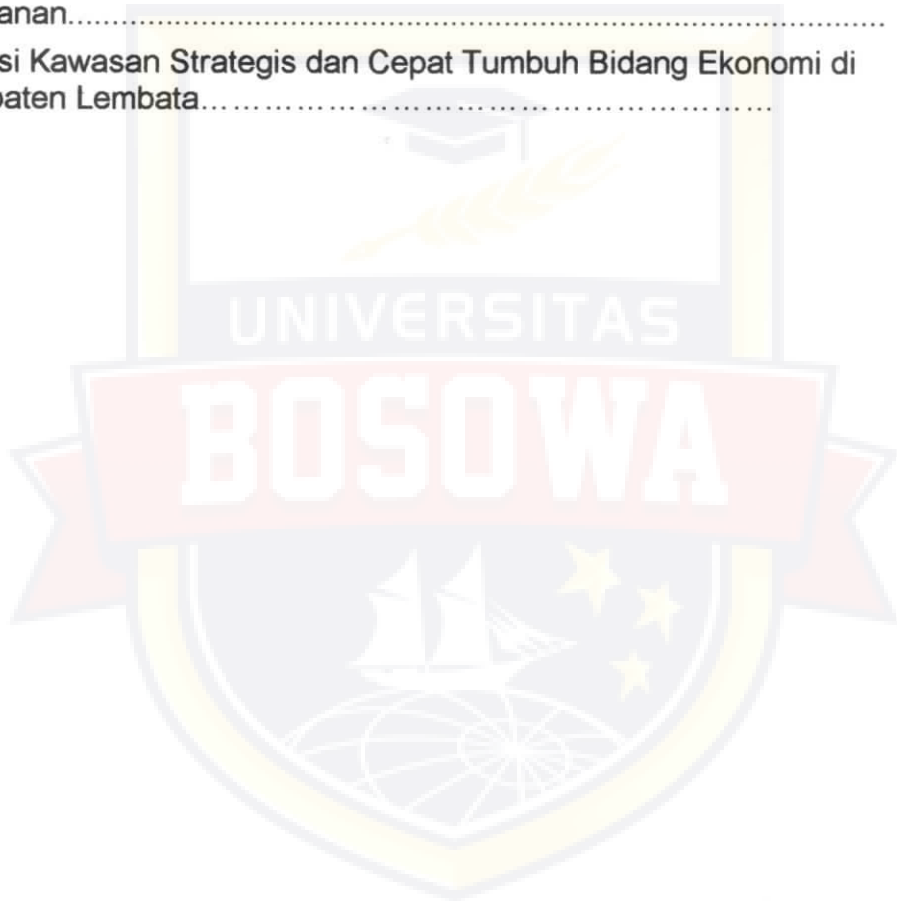 anan.......................................................................................................
si Kawasan Strategis dan Cepat Tumbuh Bidang Ekonomi di
paten Lembata.............................................................
UNIVERSITAS
BOSOWA